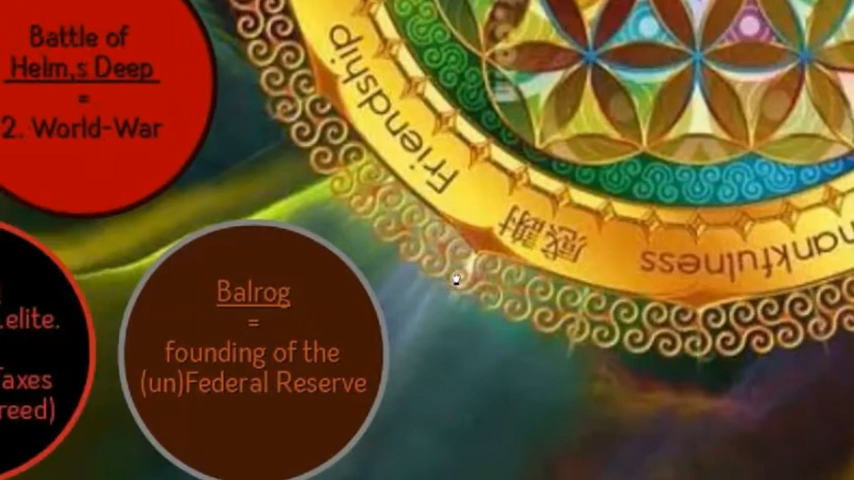 Battle of
Helm,s Deep
=
2. World-War
.elite.
Taxes
reed)
Balrog
=
founding of the
(un)Federal Reserve
Friendship
感謝
hankfulness